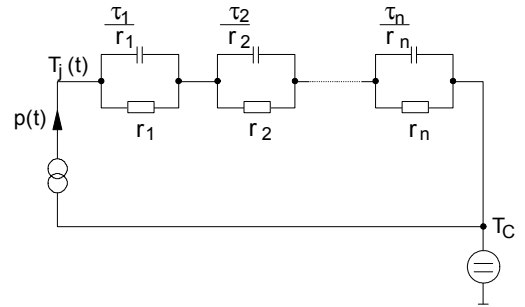 τ1 τ2 τn
r1 r2 rn
Tj(t)
r1 r2 rn
p(t)
TC